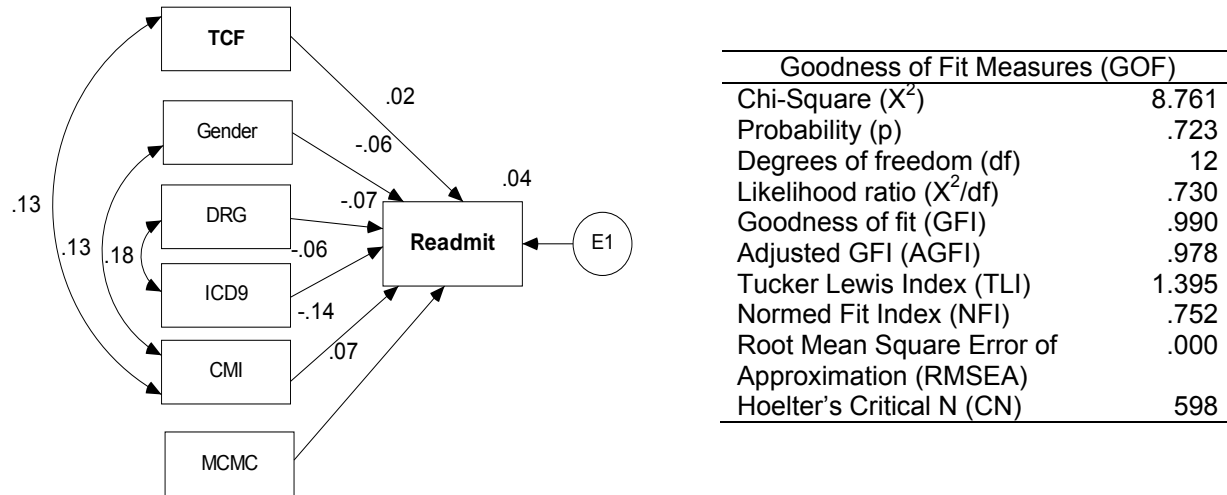 TCF
.02
Gender
-.06
.04
DRG
-.07
Readmit
E1
.13
.13
.18
-.06
ICD9
-.14
CMI
.07
MCMC
Goodness of Fit Measures (GOF)
Chi-Square (X²) 8.761
Probability (p) .723
Degrees of freedom (df) 12
Likelihood ratio (X²/df) .730
Goodness of fit (GFI) .990
Adjusted GFI (AGFI) .978
Tucker Lewis Index (TLI) 1.395
Normed Fit Index (NFI) .752
Root Mean Square Error of .000
Approximation (RMSEA)
Hoelter's Critical N (CN) 598